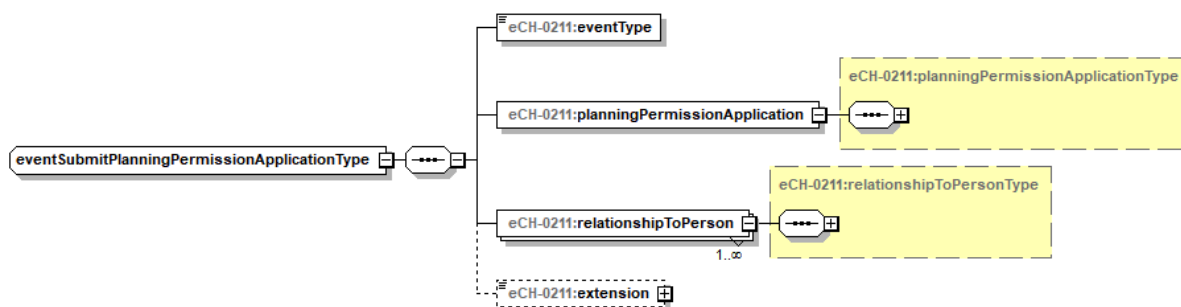 eCH-0211:eventType
eCH-0211:planningPermissionApplicationType
eCH-0211:planningPermissionApplication
eventSubmitPlanningPermissionApplicationType
eCH-0211:relationshipToPersonType
eCH-0211:relationshipToPerson
1..∞
eCH-0211:extension